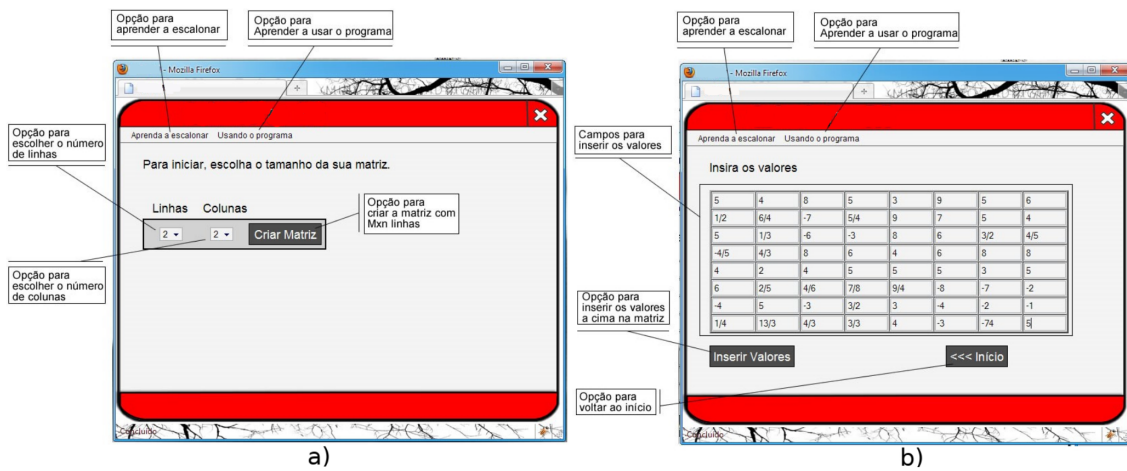 Opção para
aprender a escalonar
Opção para
Aprender a usar o programa
- Mozilla Firefox
Aprenda a escalonar Usando o programa
Opção para
escolher o número
de linhas
Para iniciar, escolha o tamanho da sua matriz.
Linhas Colunas
2 2 Criar Matriz
Opção para
criar a matriz com
Mxn linhas
Opção para
escolher o número
de colunas
Concluído
a)
Opção para
aprender a escalonar
Opção para
Aprender a usar o programa
- Mozilla Firefox
Aprenda a escalonar Usando o programa
Campos para
inserir os valores
Insira os valores
5 4 8 5 3 9 5 6
1/2 6/4 -7 5/4 9 7 5 4
5 1/3 -6 -3 8 6 3/2 4/5
-4/5 4/3 8 6 4 6 8 8
4 2 4 5 5 5 3 5
6 2/5 4/6 7/8 9/4 -8 -7 -2
-4 5 -3 3/2 3 -4 -2 -1
1/4 13/3 4/3 3/3 4 -3 -74 5
Opção para
inserir os valores
a cima na matriz
Inserir Valores <<< Início
Opção para
voltar ao início
Concluído
b)